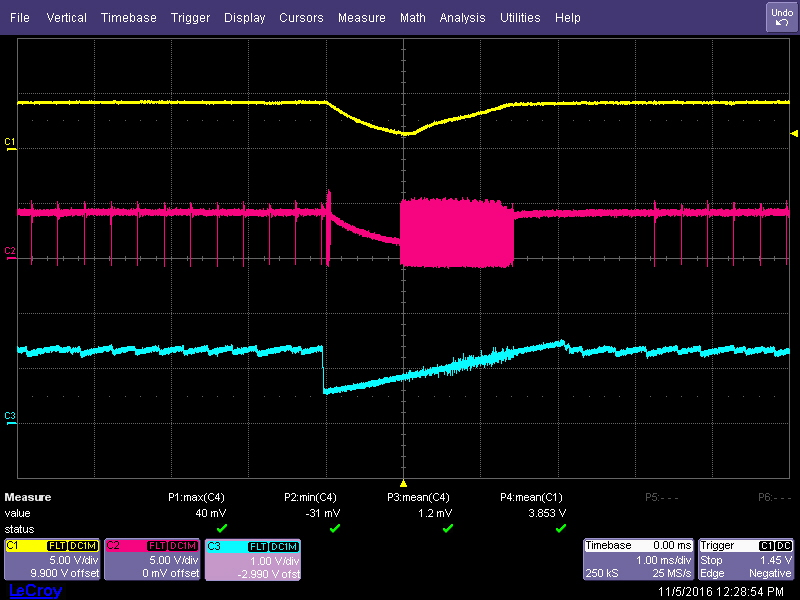 File Vertical Timebase Trigger Display Cursors Measure Math Analysis Utilities Help Undo
C1
C2
C3
Measure P1:max(C4) P2:min(C4) P3:mean(C4) P4:mean(C1) P5:--- P6:---
value 40 mV -31 mV 1.2 mV 3.853 V
status
C1 FLT DC1M C2 FLT DC1M C3 FLT DC1M Timebase 0.00 ms Trigger C1 DC
5.00 V/div 5.00 V/div 1.00 V/div 1.00 ms/div Stop 1.45 V
9.900 V offset 0 mV offset -2.990 V ofst 250 kS 25 MS/s Edge Negative
LeCroy 11/5/2016 12:28:54 PM